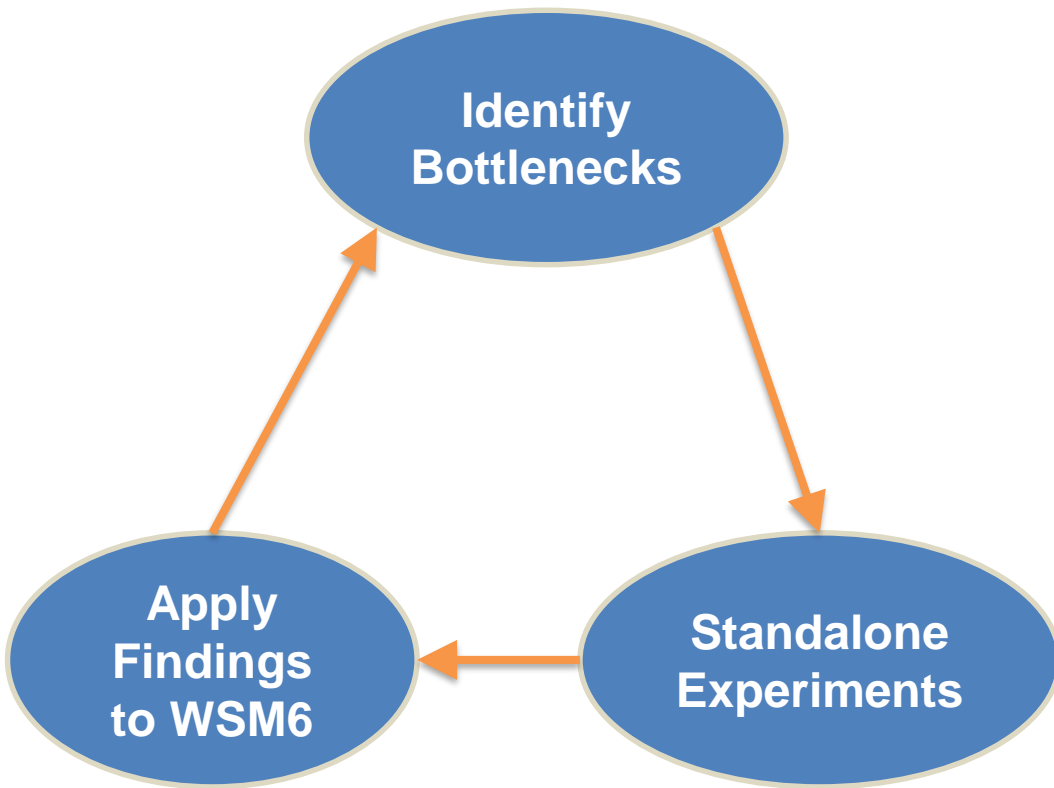 Identify
Bottlenecks
Apply
Findings
to WSM6
Standalone
Experiments